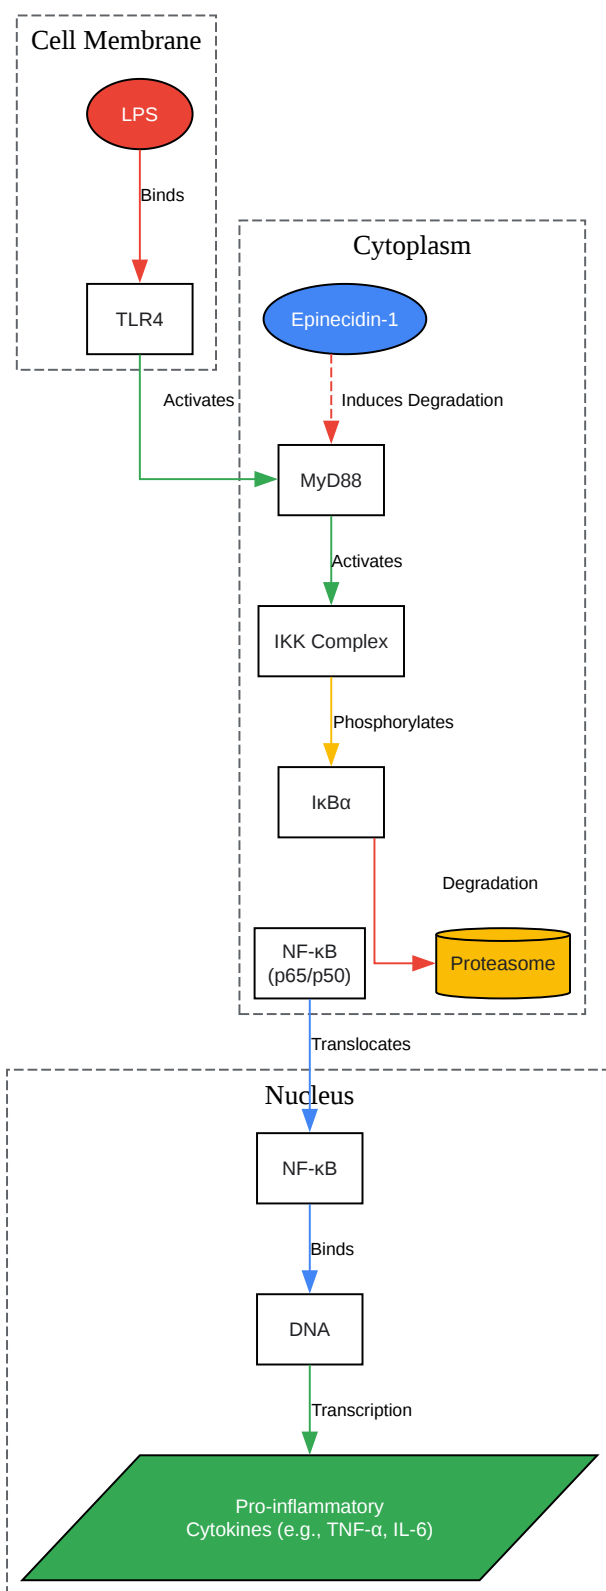 Cell Membrane
LPS
Binds
TLR4
Activates
Cytoplasm
Epinecidin-1
Induces Degradation
MyD88
Activates
IKK Complex
Phosphorylates
IκBα
Degradation
NF-κB
(p65/p50)
Proteasome
Translocates
Nucleus
NF-κB
Binds
DNA
Transcription
Pro-inflammatory
Cytokines (e.g., TNF-α, IL-6)